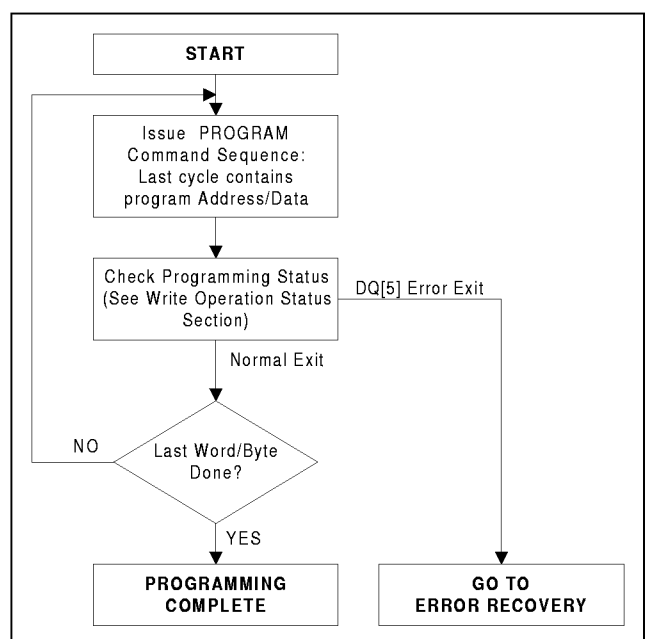 START
Issue PROGRAM
Command Sequence:
Last cycle contains
program Address/Data
Check Programming Status
(See Write Operation Status
Section)
DQ[5] Error Exit
Normal Exit
NO
Last Word/Byte
Done?
YES
PROGRAMMING
COMPLETE
GO TO
ERROR RECOVERY